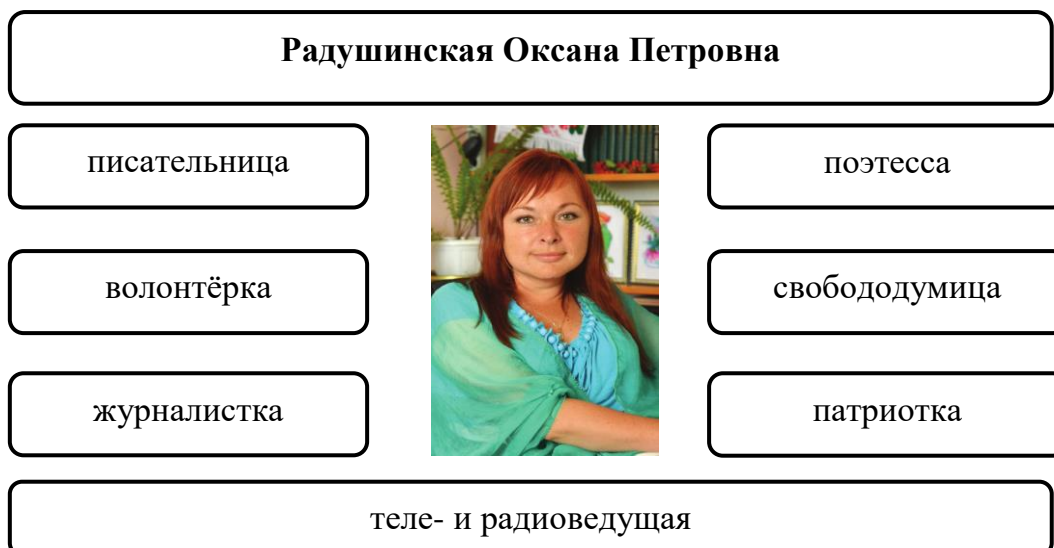 Радушинская Оксана Петровна
писательница
поэтесса
волонтёрка
свобододумица
журналистка
патриотка
теле- и радиоведущая